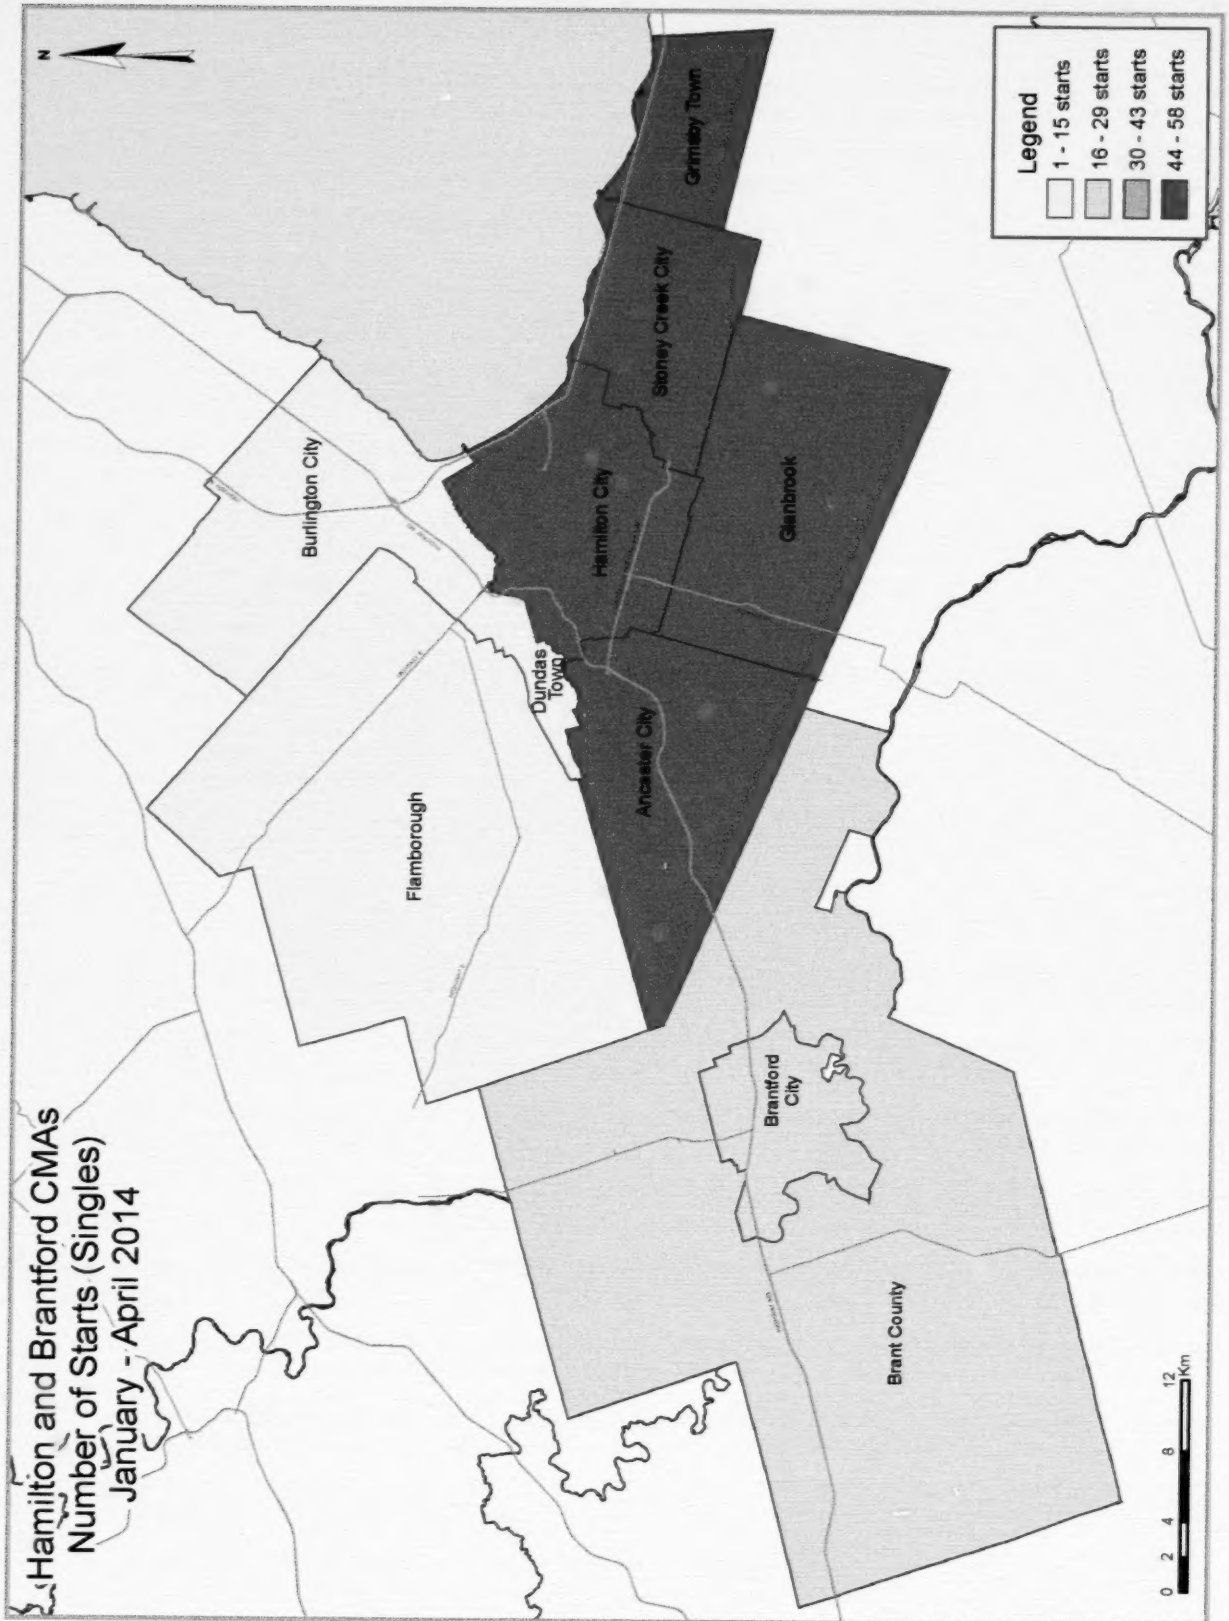 Hamilton and Brantford CMAs
Number of Starts (Singles)
January - April 2014
N
Burlington City
Flamborough
Dundas
Town
Hamilton City
Stoney Creek City
Grimsby Town
Ancaster City
Glanbrook
Brantford
City
Brant County
Legend
1 - 15 starts
16 - 29 starts
30 - 43 starts
44 - 58 starts
0 2 4 8 12
Km